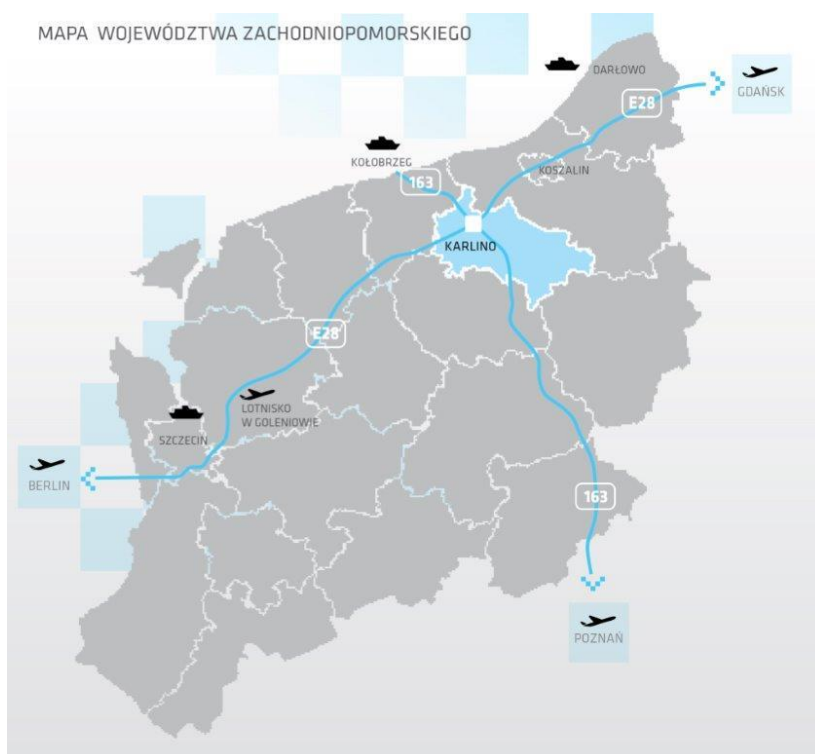 MAPA WOJEWÓDZTWA ZACHODNIOPOMORSKIEGO
DARŁOWO
GDAŃSK
E28
KOŁOBRZEG
163
KOSZALIN
KARLINO
E28
LOTNISKO
W GOLENIOWIE
SZCZECIN
BERLIN
163
POZNAŃ